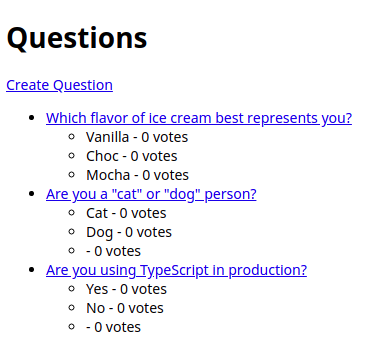 Questions
Create Question
Which flavor of ice cream best represents you?
Vanilla - 0 votes
Choc - 0 votes
Mocha - 0 votes
Are you a "cat" or "dog" person?
Cat - 0 votes
Dog - 0 votes
- 0 votes
Are you using TypeScript in production?
Yes - 0 votes
No - 0 votes
- 0 votes